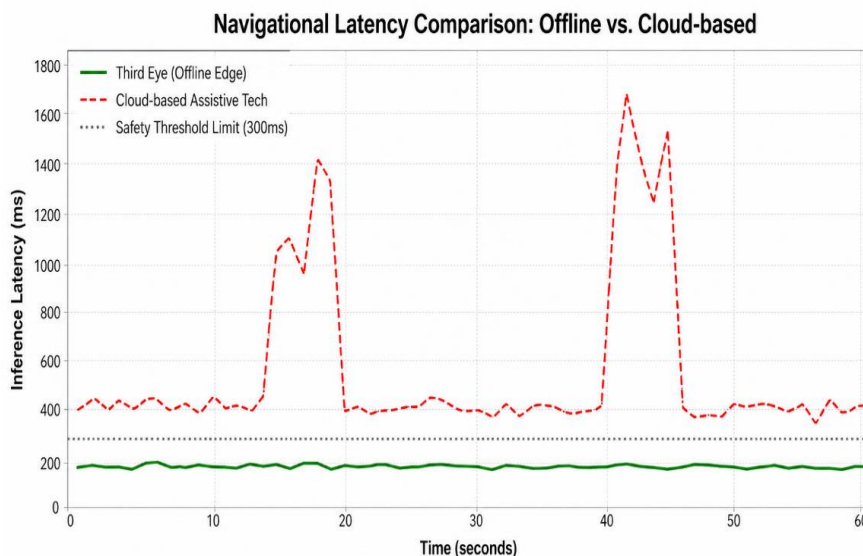 Navigational Latency Comparison: Offline vs. Cloud-based
Third Eye (Offline Edge)
Cloud-based Assistive Tech
Safety Threshold Limit (300ms)
Inference Latency (ms)
1800
1600
1400
1200
1000
800
600
400
200
0
0 10 20 30 40 50 60
Time (seconds)